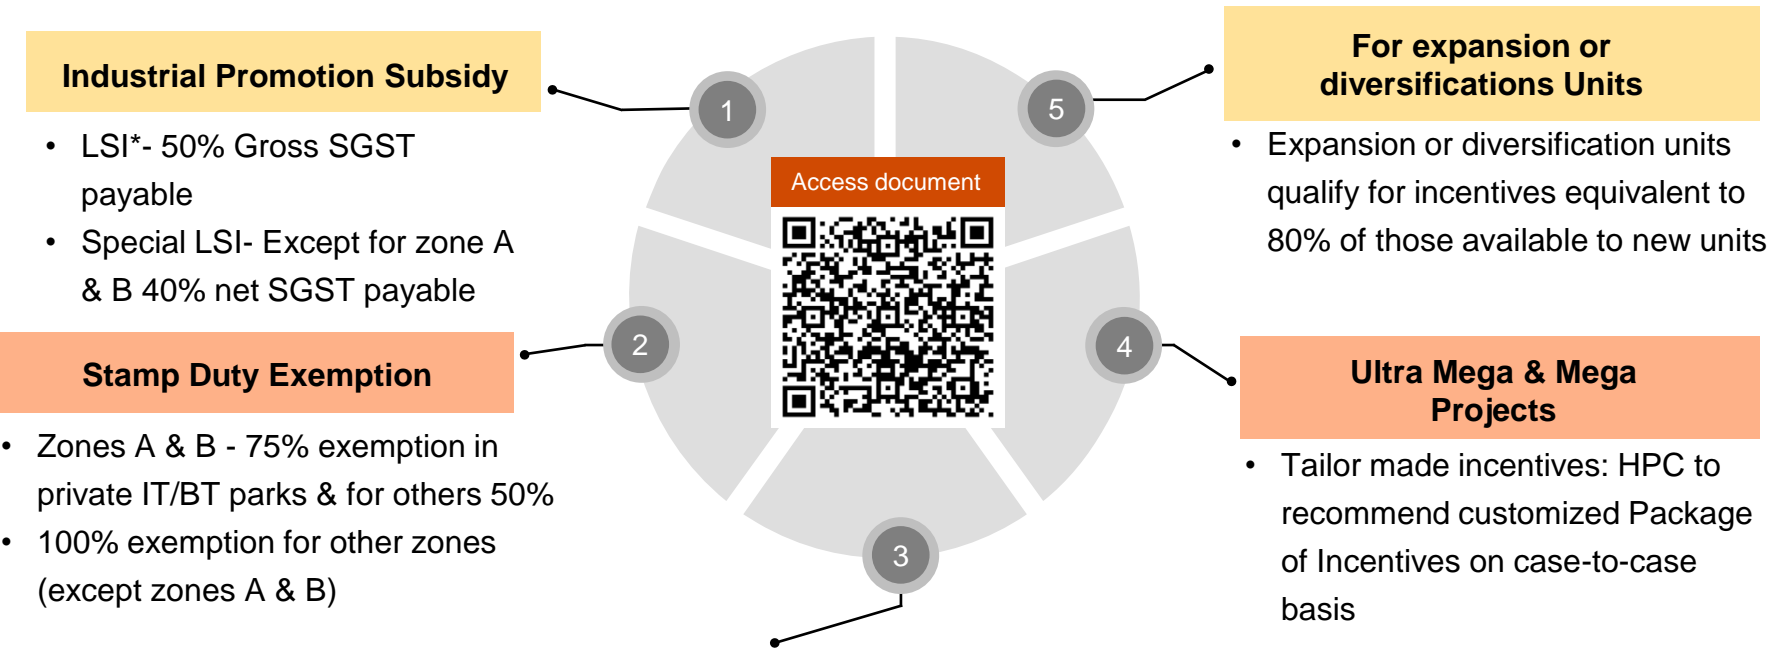 Industrial Promotion Subsidy
• LSI*- 50% Gross SGST
payable
• Special LSI- Except for zone A
& B 40% net SGST payable
Stamp Duty Exemption
• Zones A & B - 75% exemption in
private IT/BT parks & for others 50%
• 100% exemption for other zones
(except zones A & B)
1
2
3
4
5
Access document
For expansion or
diversifications Units
• Expansion or diversification units
qualify for incentives equivalent to
80% of those available to new units
Ultra Mega & Mega
Projects
• Tailor made incentives: HPC to
recommend customized Package
of Incentives on case-to-case
basis